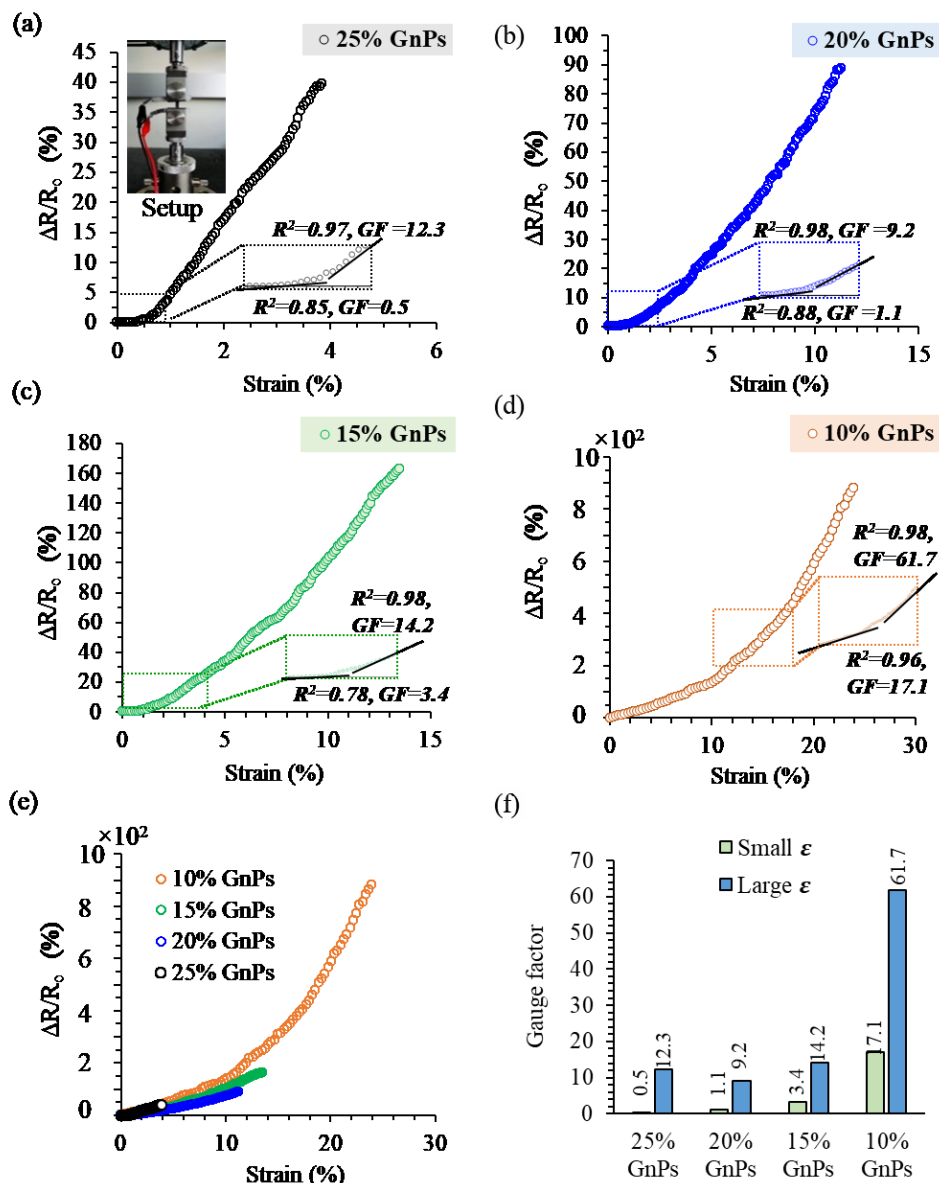 (a)
25% GnPs
45
40
35
30
25
20
15
10
5
0
ΔR/R₀ (%)
Setup
R²=0.97, GF =12.3
R²=0.85, GF=0.5
0 2 4 6
Strain (%)
(b)
20% GnPs
100
90
80
70
60
50
40
30
20
10
0
ΔR/R₀ (%)
R²=0.98, GF =9.2
R²=0.88, GF =1.1
0 5 10 15
Strain (%)
(c)
15% GnPs
180
160
140
120
100
80
60
40
20
0
ΔR/R₀ (%)
R²=0.98,
GF=14.2
R²=0.78, GF=3.4
0 5 10 15
Strain (%)
(d)
10% GnPs
×10²
10
8
6
4
2
0
ΔR/R₀ (%)
R²=0.98,
GF=61.7
R²=0.96,
GF=17.1
0 10 20 30
Strain (%)
(e)
×10²
10
8
6
4
2
0
ΔR/R₀ (%)
10% GnPs
15% GnPs
20% GnPs
25% GnPs
0 10 20 30
Strain (%)
(f)
Small ε
Large ε
70
60
50
40
30
20
10
0
Gauge factor
0.5
12.3
1.1
9.2
3.4
14.2
17.1
61.7
25% 20% 15% 10%
GnPs GnPs GnPs GnPs